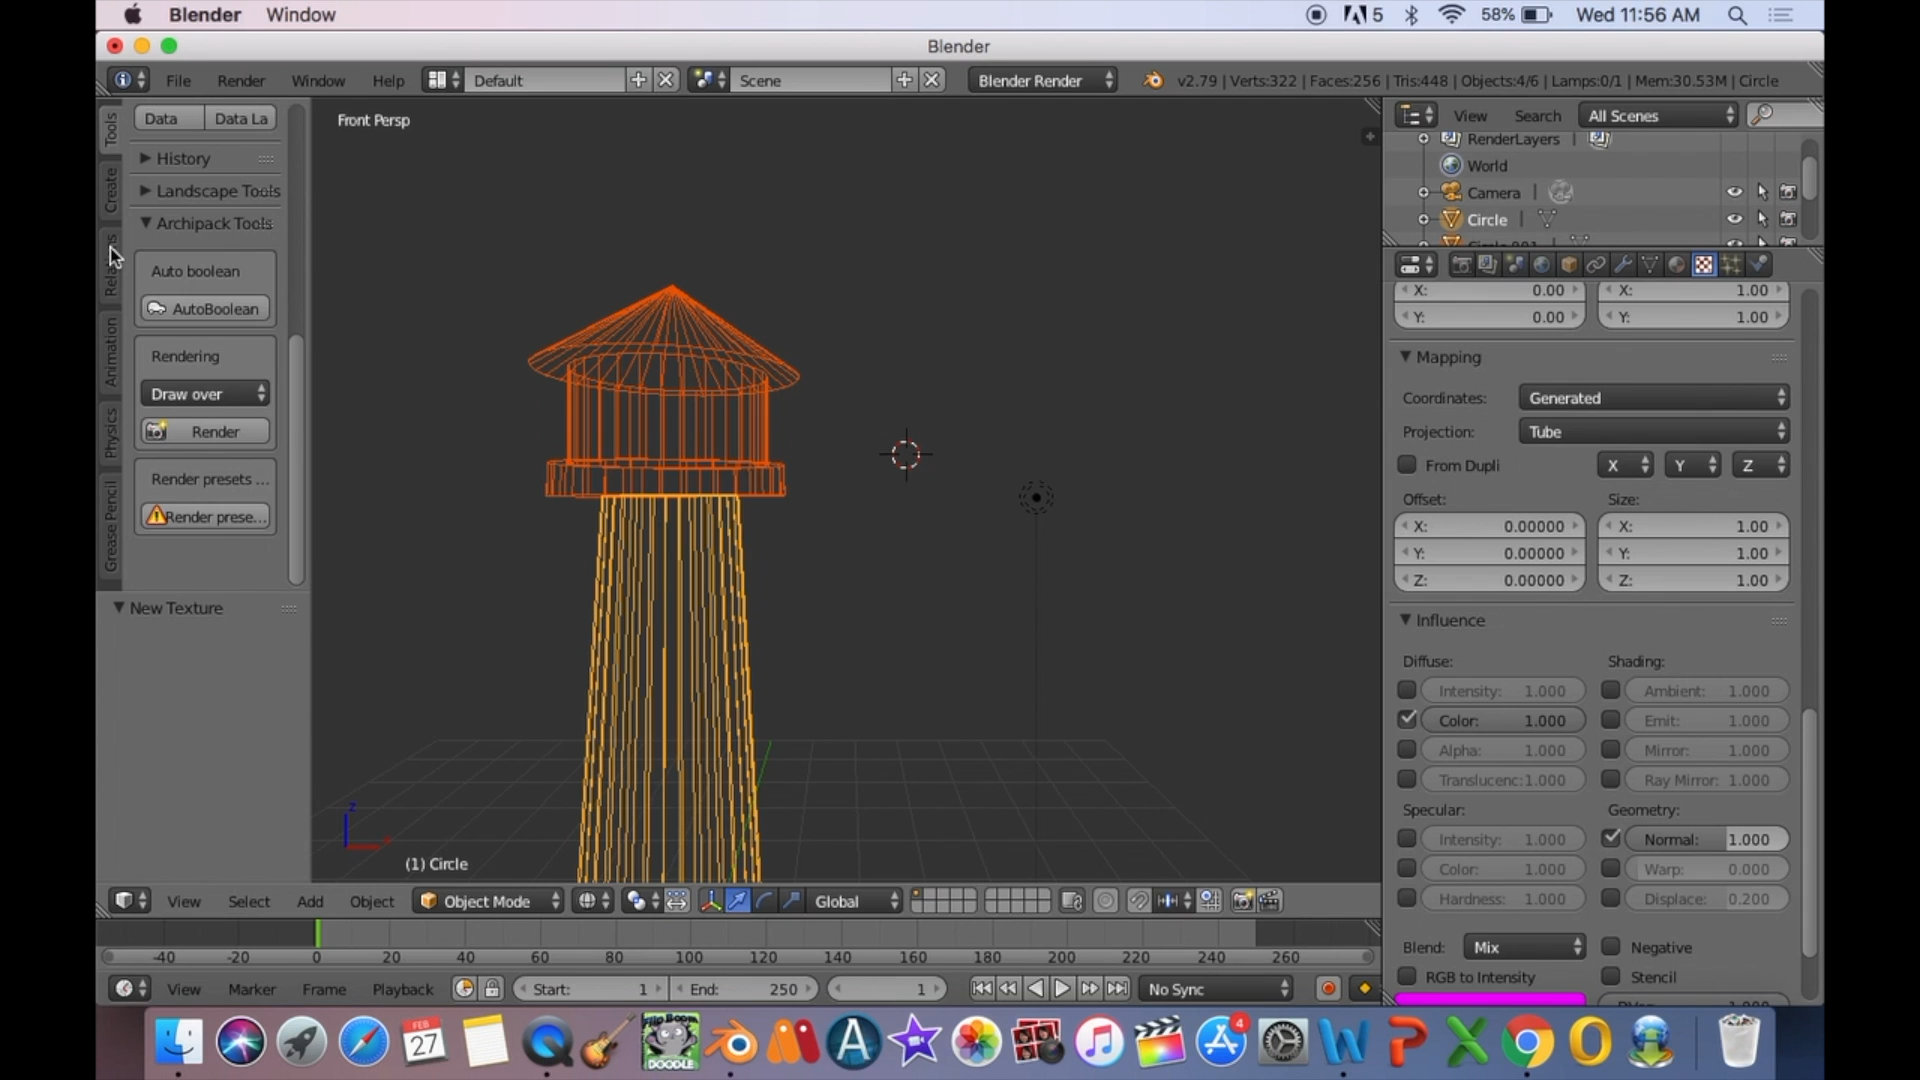 Blender Window 5 58% Wed 11:56 AM
Blender
File Render Window Help Default Scene Blender Render v2.79 | Verts:322 | Faces:256 | Tris:448 | Objects:4/6 | Lamps:0/1 | Mem:30.53M | Circle
Tools
Create
Relations
Animation
Physics
Grease Pencil
Data Data La
History
Landscape Tools
Archipack Tools
Auto boolean
AutoBoolean
Rendering
Draw over
Render
Render presets ...
Render prese...
New Texture
Front Persp
z
(1) Circle
View Select Add Object Object Mode Global
-40 -20 0 20 40 60 80 100 120 140 160 180 200 220 240 260
View Marker Frame Playback Start: 1 End: 250 1 No Sync
View Search All Scenes
RenderLayers |
World
Camera |
Circle |
X: 0.00 X: 1.00
Y: 0.00 Y: 1.00
Mapping
Coordinates: Generated
Projection: Tube
From Dupli X Y Z
Offset: Size:
X: 0.00000 X: 1.00
Y: 0.00000 Y: 1.00
Z: 0.00000 Z: 1.00
Influence
Diffuse: Shading:
Intensity: 1.000 Ambient: 1.000
Color: 1.000 Emit: 1.000
Alpha: 1.000 Mirror: 1.000
Translucenc: 1.000 Ray Mirror: 1.000
Specular: Geometry:
Intensity: 1.000 Normal: 1.000
Color: 1.000 Warp: 0.000
Hardness: 1.000 Displace: 0.200
Blend: Mix Negative
RGB to Intensity Stencil
FEB
27
FLIP BOOM
DOODLE
4